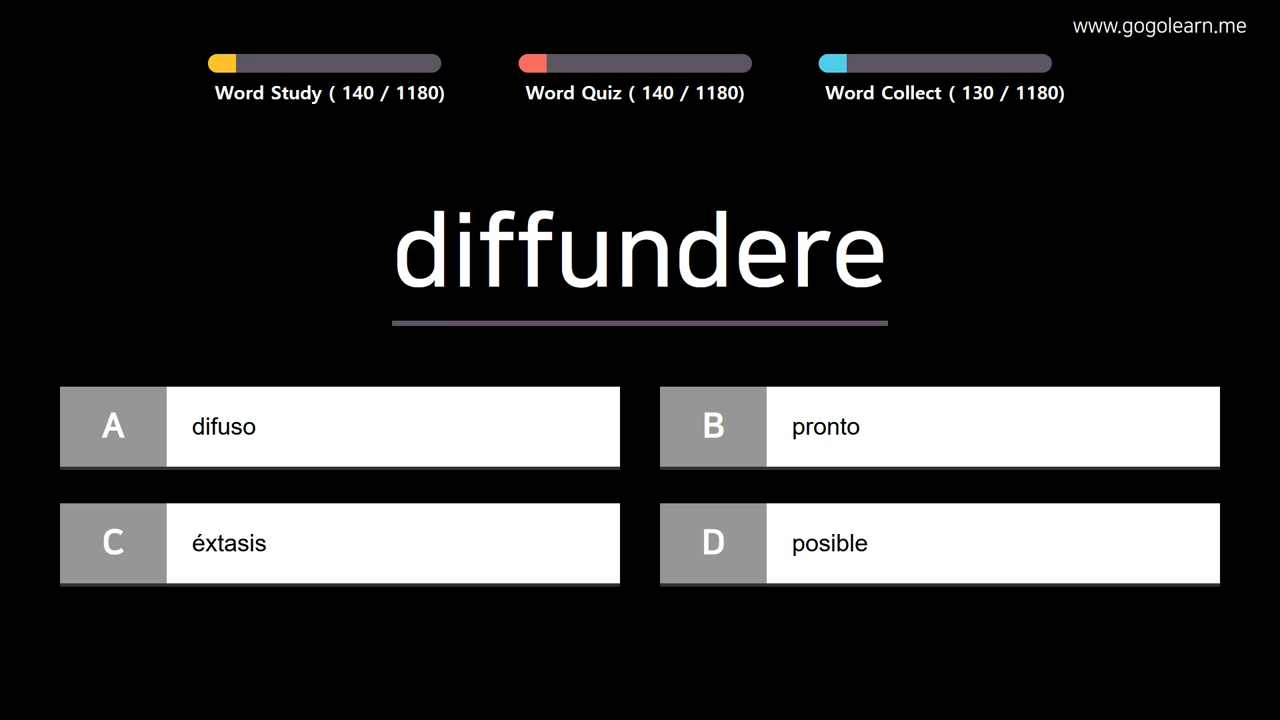 www.gogolearn.me
Word Study ( 140 / 1180)
Word Quiz ( 140 / 1180)
Word Collect ( 130 / 1180)
diffundere
A difuso
B pronto
C éxtasis
D posible